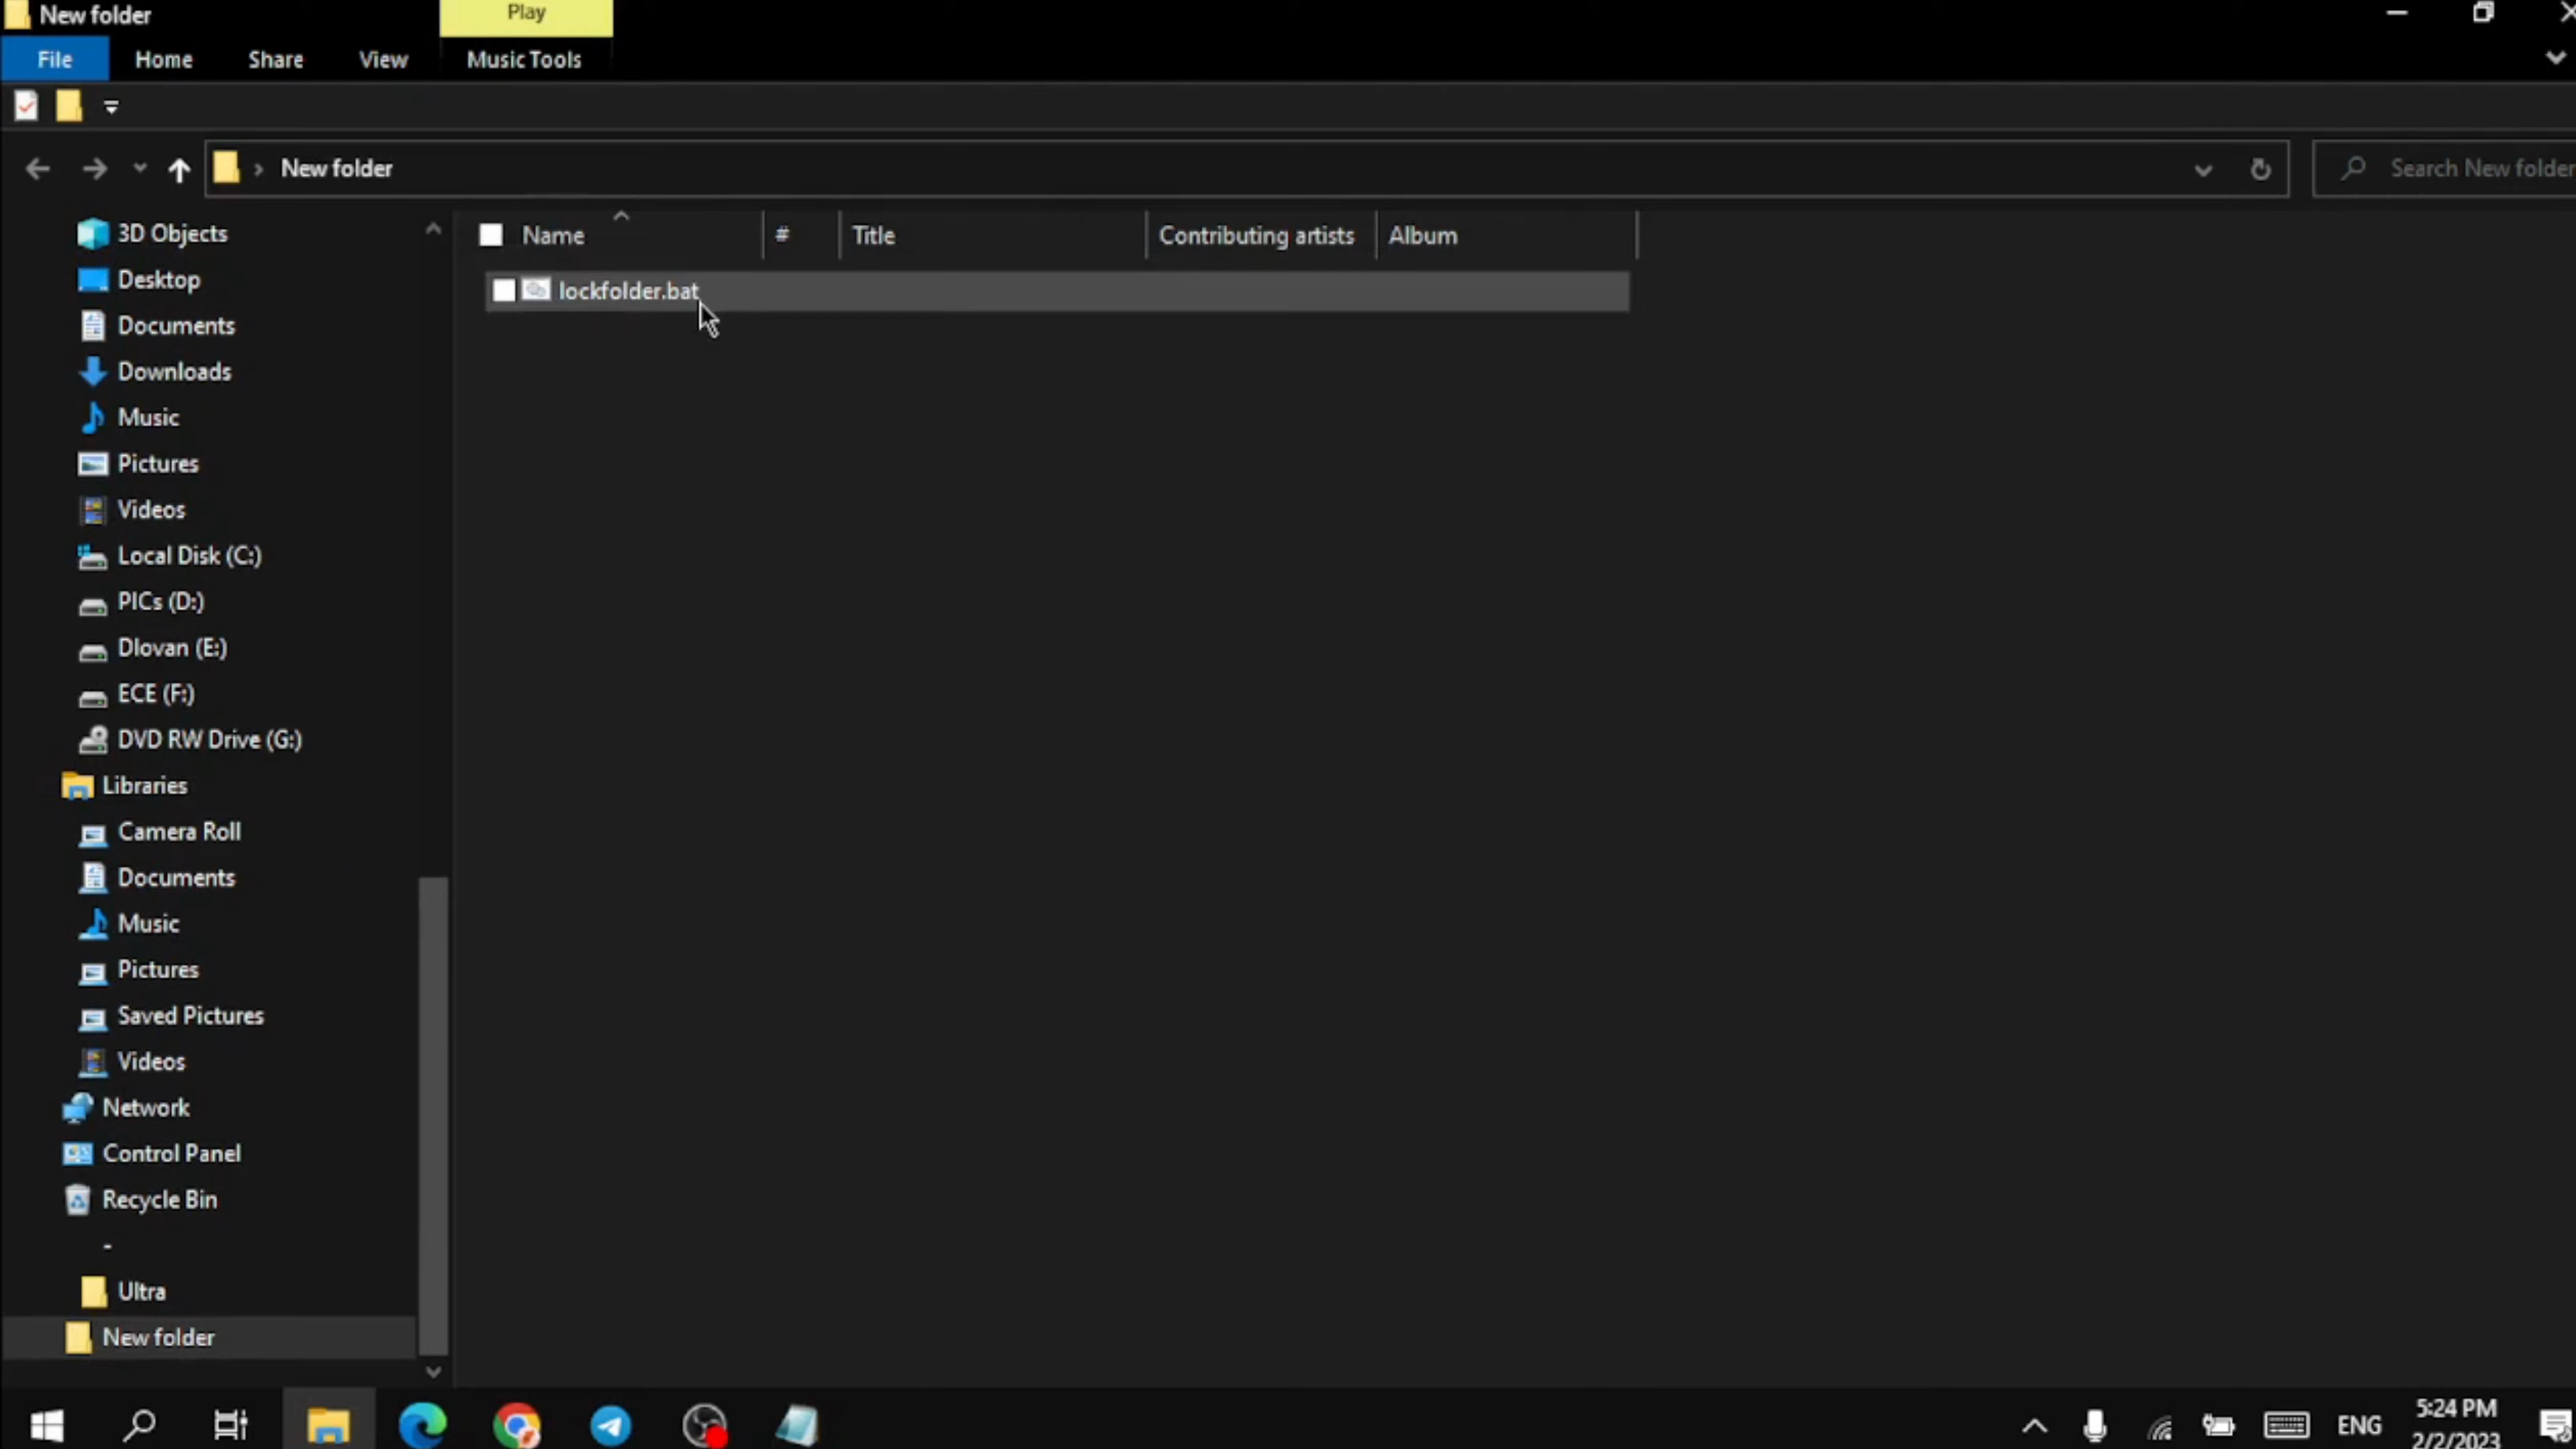 New folder
Play
File
Home
Share
View
Music Tools
New folder
Search New folder
3D Objects
Desktop
Documents
Downloads
Music
Pictures
Videos
Local Disk (C:)
PICs (D:)
Dlovan (E:)
ECE (F:)
DVD RW Drive (G:)
Libraries
Camera Roll
Documents
Music
Pictures
Saved Pictures
Videos
Network
Control Panel
Recycle Bin
-
Ultra
New folder
Name
#
Title
Contributing artists
Album
lockfolder.bat
ENG
5:24 PM
2/2/2023